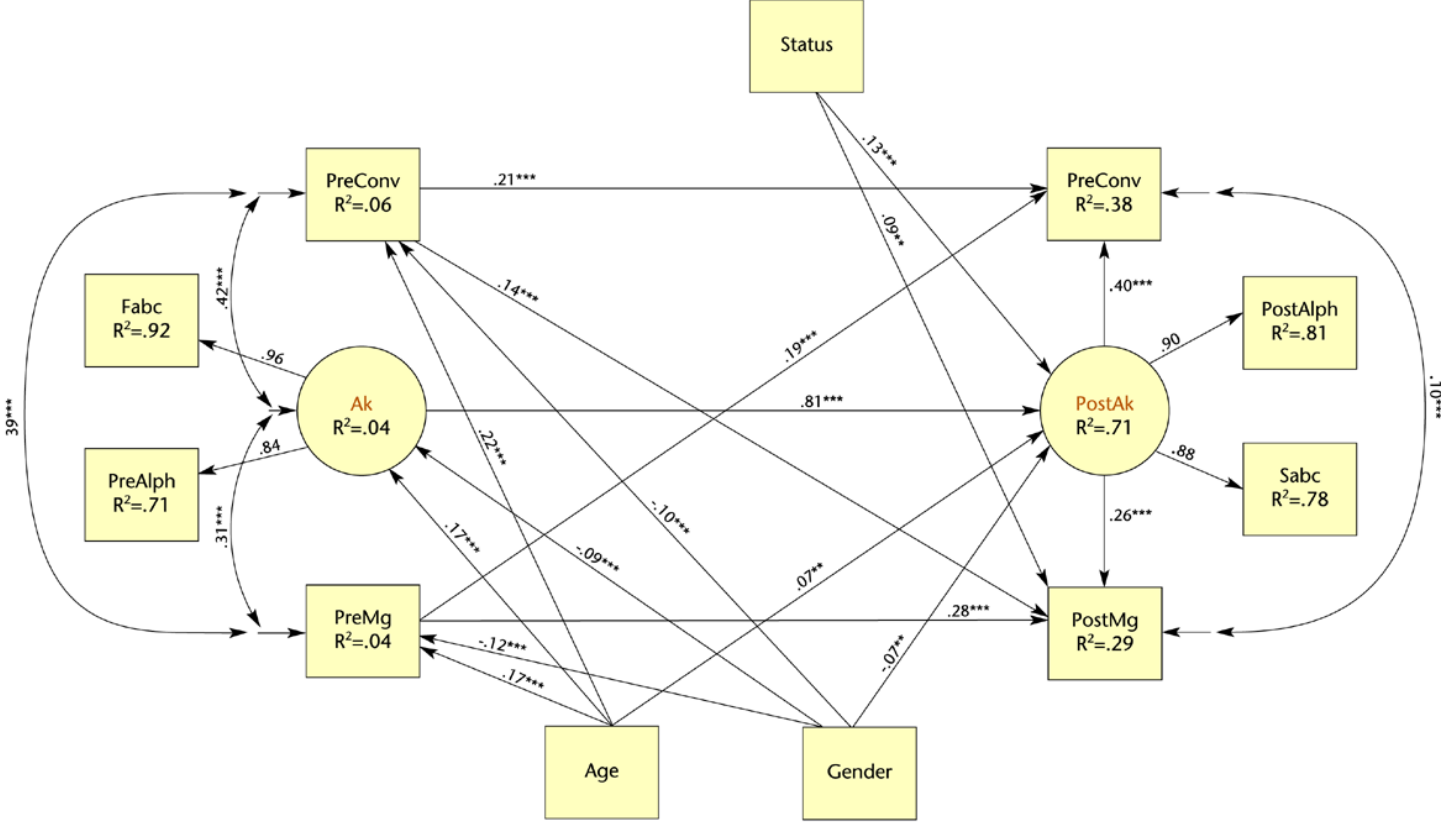 Status
.13***
.09**
PreConv
R²=.06
.21***
PreConv
R²=.38
.42***
.14***
.19***
.40***
Fabc
R²=.92
.96
PostAlph
R²=.81
.90
39***
Ak
R²=.04
.81***
PostAk
R²=.71
.10***
.84
PreAlph
R²=.71
.22***
.88
Sabc
R²=.78
.31***
.17***
-.09***
-.10***
.07**
.26***
PreMg
R²=.04
-.12***
.17***
.28***
-.07**
PostMg
R²=.29
Age
Gender